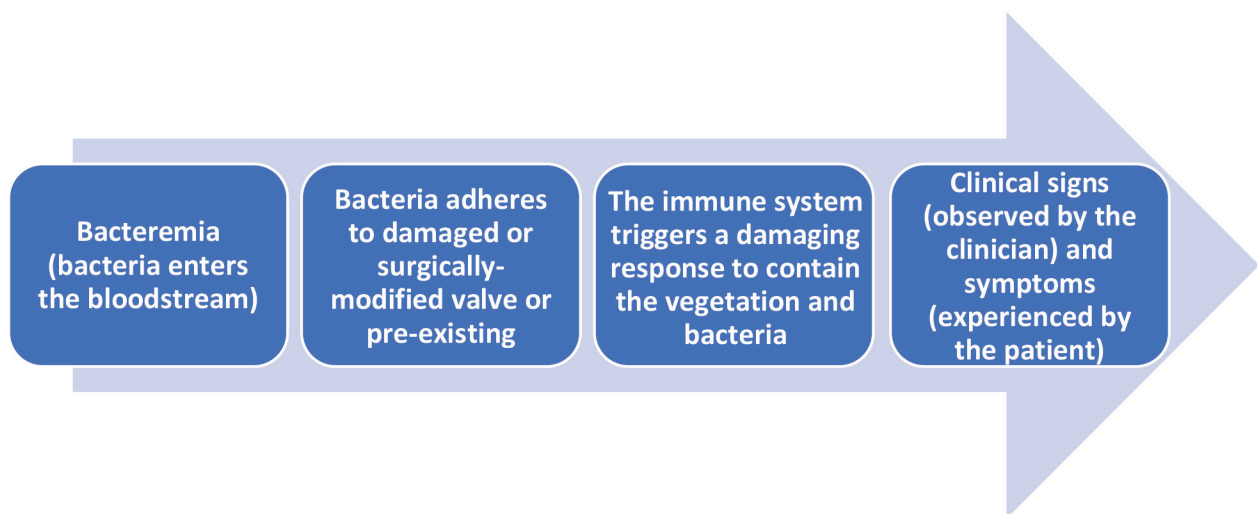 Bacteremia
(bacteria enters
the bloodstream)
Bacteria adheres
to damaged or
surgically-
modified valve or
pre-existing
The immune system
triggers a damaging
response to contain
the vegetation and
bacteria
Clinical signs
(observed by the
clinician) and
symptoms
(experienced by
the patient)